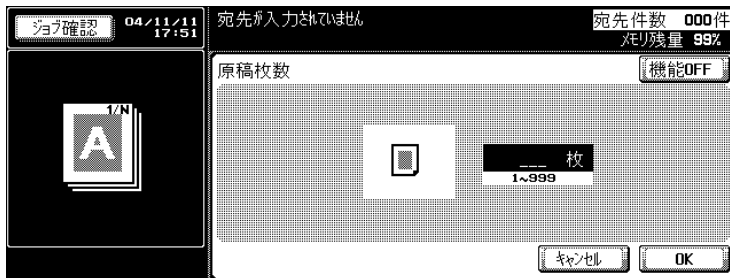 ジョブ確認
04/11/11
17:51
宛先が入力されていません
宛先件数 000件
メモリ残量 99%
原稿枚数
機能OFF
1/N
A
___ 枚
1~999
キャンセル
OK